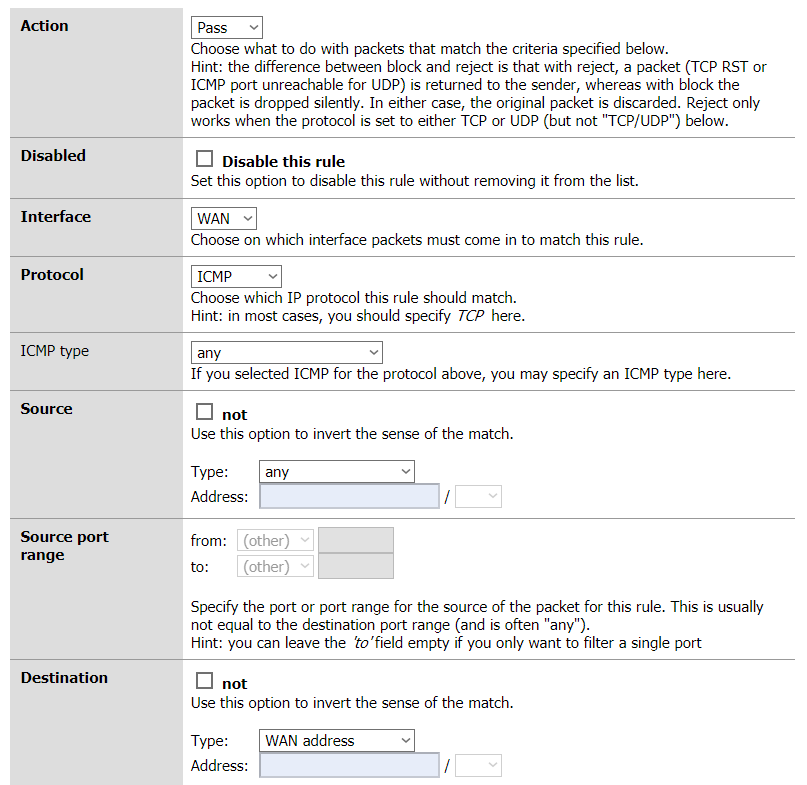 Action
Pass
Choose what to do with packets that match the criteria specified below.
Hint: the difference between block and reject is that with reject, a packet (TCP RST or
ICMP port unreachable for UDP) is returned to the sender, whereas with block the
packet is dropped silently. In either case, the original packet is discarded. Reject only
works when the protocol is set to either TCP or UDP (but not "TCP/UDP") below.
Disabled
Disable this rule
Set this option to disable this rule without removing it from the list.
Interface
WAN
Choose on which interface packets must come in to match this rule.
Protocol
ICMP
Choose which IP protocol this rule should match.
Hint: in most cases, you should specify TCP here.
ICMP type
any
If you selected ICMP for the protocol above, you may specify an ICMP type here.
Source
not
Use this option to invert the sense of the match.
Type: any
Address: /
Source port
range
from: (other)
to: (other)
Specify the port or port range for the source of the packet for this rule. This is usually
not equal to the destination port range (and is often "any").
Hint: you can leave the 'to' field empty if you only want to filter a single port
Destination
not
Use this option to invert the sense of the match.
Type: WAN address
Address: /